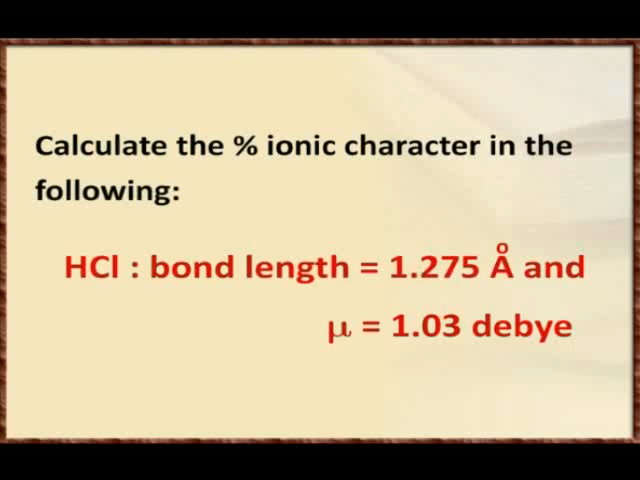 Calculate the % ionic character in the
following:
HCl : bond length = 1.275 Å and
μ = 1.03 debye